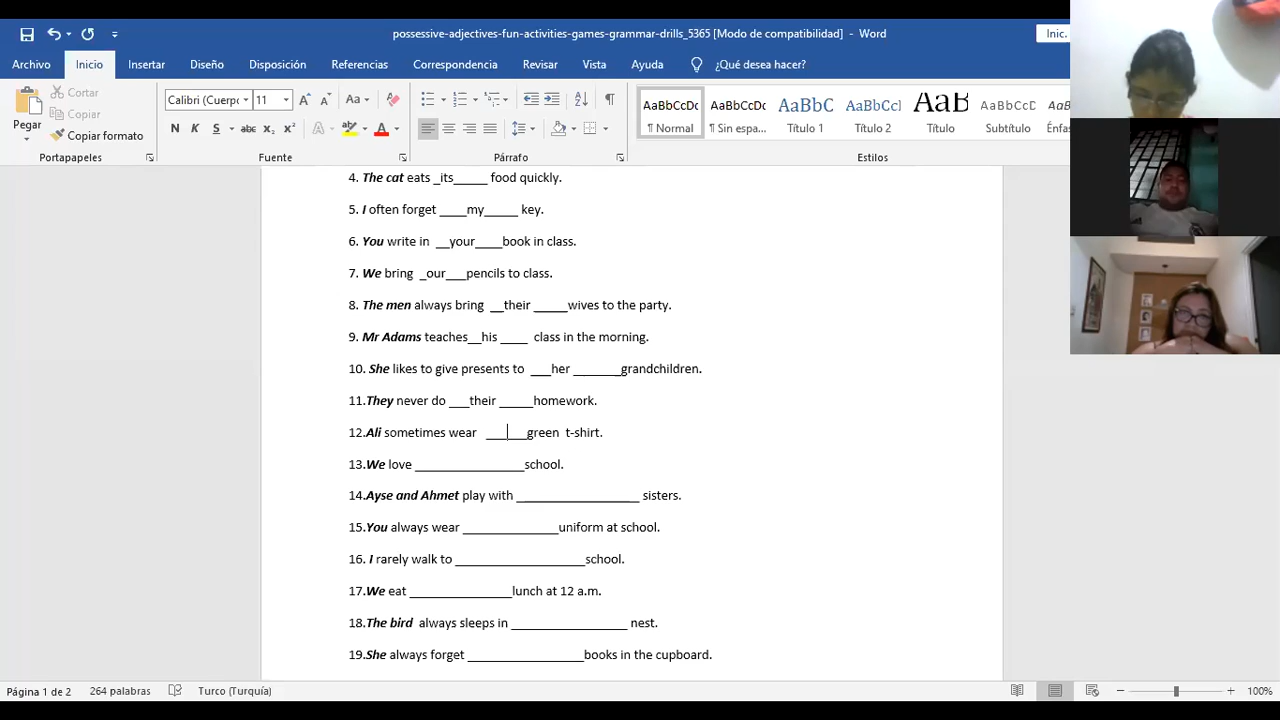 possessive-adjectives-fun-activities-games-grammar-drills_5365 [Modo de compatibilidad] - Word
Inic.
Archivo Inicio Insertar Diseño Disposición Referencias Correspondencia Revisar Vista Ayuda ¿Qué desea hacer?
Pegar
Cortar
Copiar
Copiar formato
Portapapeles
Calibri (Cuerpo 11
Fuente
Párrafo
AaBbCcDc AaBbCcDc AaBbC AaBbCcD AaB AaBbCcD AaBbCcDc
¶ Normal ¶ Sin espa... Título 1 Título 2 Título Subtítulo Énfas
Estilos
4. The cat eats _its_____ food quickly.
5. I often forget ____my_____ key.
6. You write in __your____book in class.
7. We bring _our___pencils to class.
8. The men always bring __their _____wives to the party.
9. Mr Adams teaches__his ____ class in the morning.
10. She likes to give presents to ___her _______grandchildren.
11.They never do ___their _____homework.
12.Ali sometimes wear ______green t-shirt.
13.We love ________________school.
14.Ayse and Ahmet play with __________________ sisters.
15.You always wear ______________uniform at school.
16. I rarely walk to ___________________school.
17.We eat _______________lunch at 12 a.m.
18.The bird always sleeps in _________________ nest.
19.She always forget _________________books in the cupboard.
Página 1 de 2 264 palabras Turco (Turquía) 100%